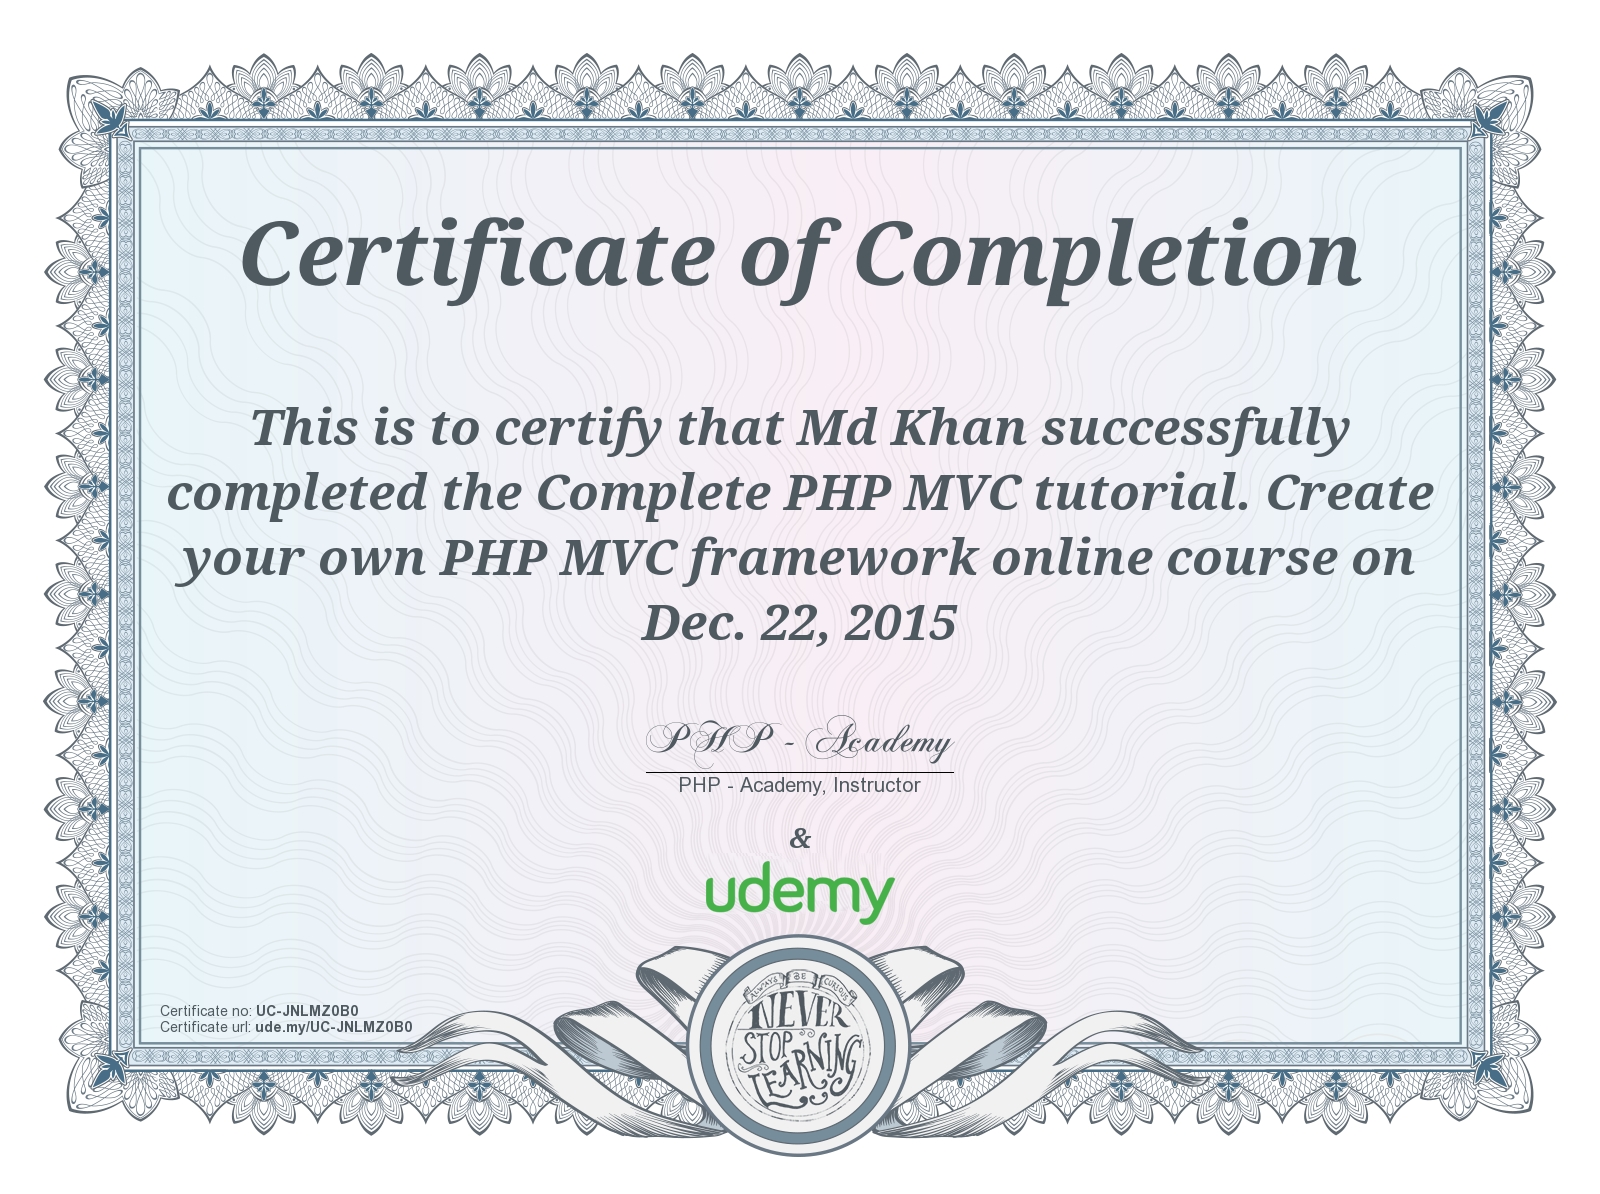 Certificate of Completion
This is to certify that Md Khan successfully
completed the Complete PHP MVC tutorial. Create
your own PHP MVC framework online course on
Dec. 22, 2015
PHP - Academy
PHP - Academy, Instructor
&
udemy
Certificate no: UC-JNLMZ0B0
Certificate url: ude.my/UC-JNLMZ0B0
ALWAYS BE CURIOUS
NEVER
STOP
LEARNING